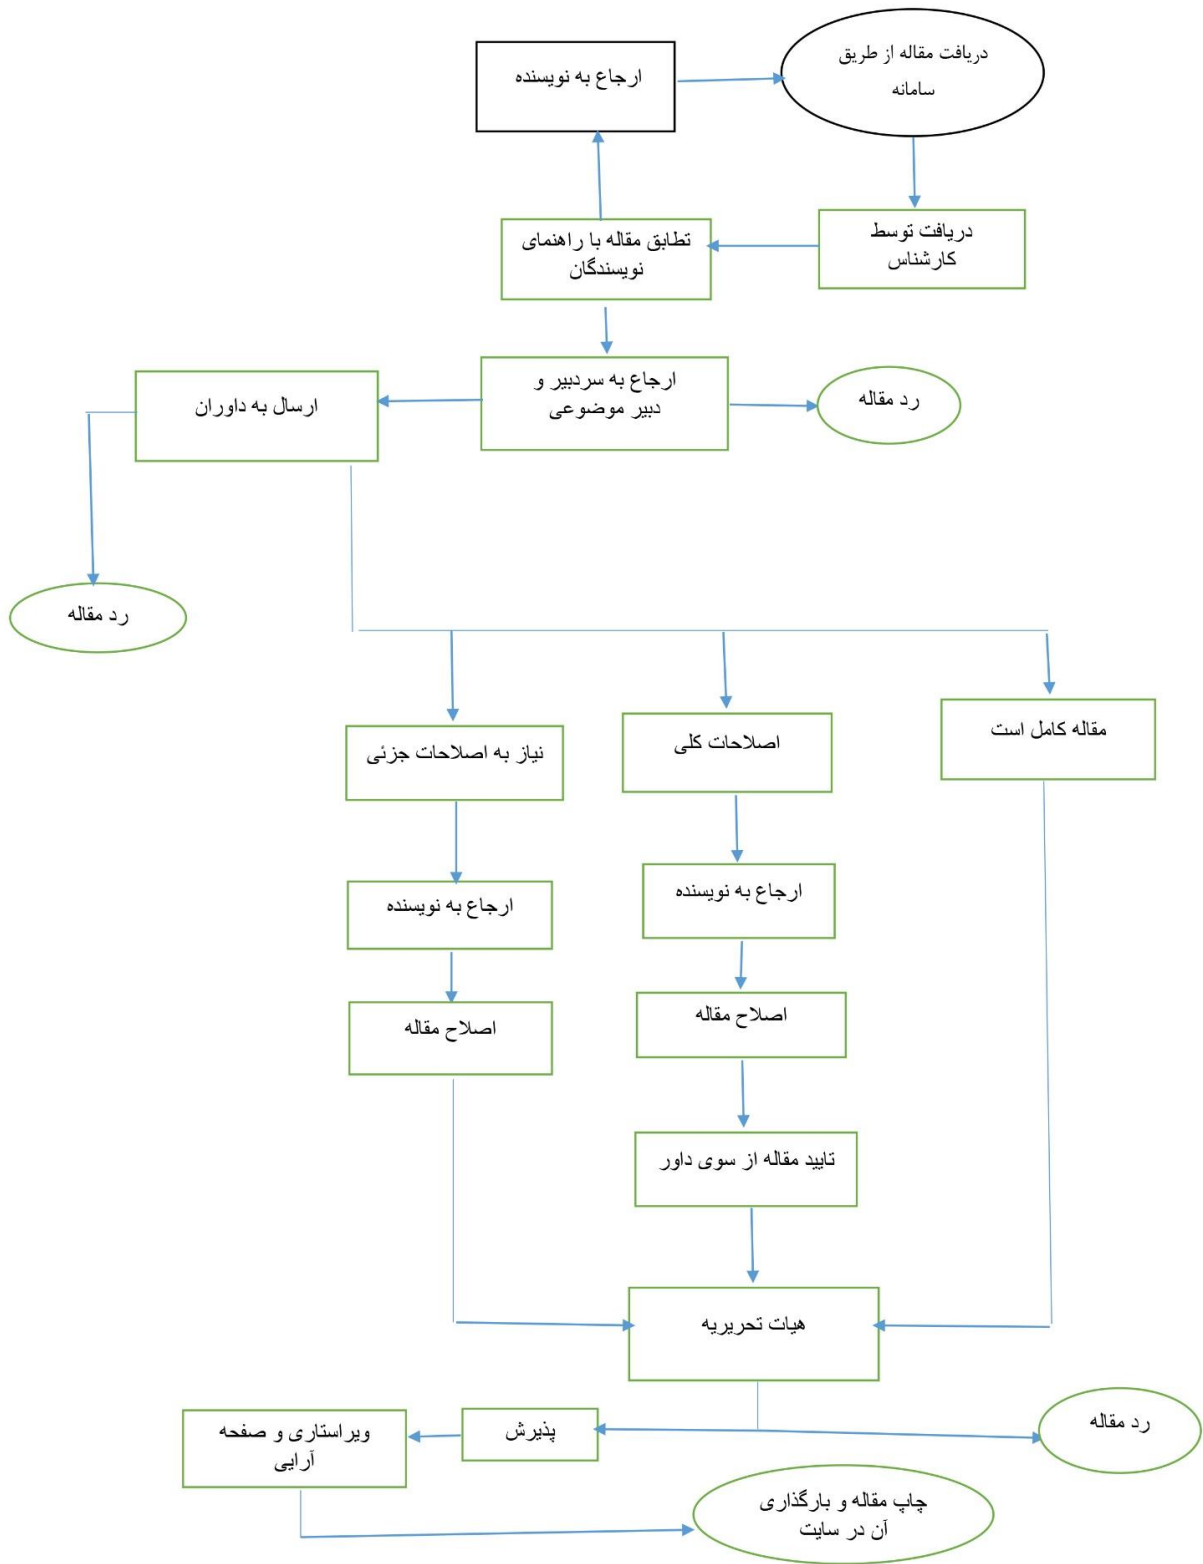 دریافت مقاله از طریق
سامانه
ارجاع به نویسنده
دریافت توسط
کارشناس
تطابق مقاله با راهنمای
نویسندگان
ارجاع به سردبیر و
دبیر موضوعی
رد مقاله
ارسال به داوران
رد مقاله
مقاله کامل است
اصلاحات کلی
نیاز به اصلاحات جزئی
ارجاع به نویسنده
ارجاع به نویسنده
اصلاح مقاله
اصلاح مقاله
تایید مقاله از سوی داور
هیات تحریریه
رد مقاله
پذیرش
ویراستاری و صفحه
آرایی
چاپ مقاله و بارگذاری
آن در سایت